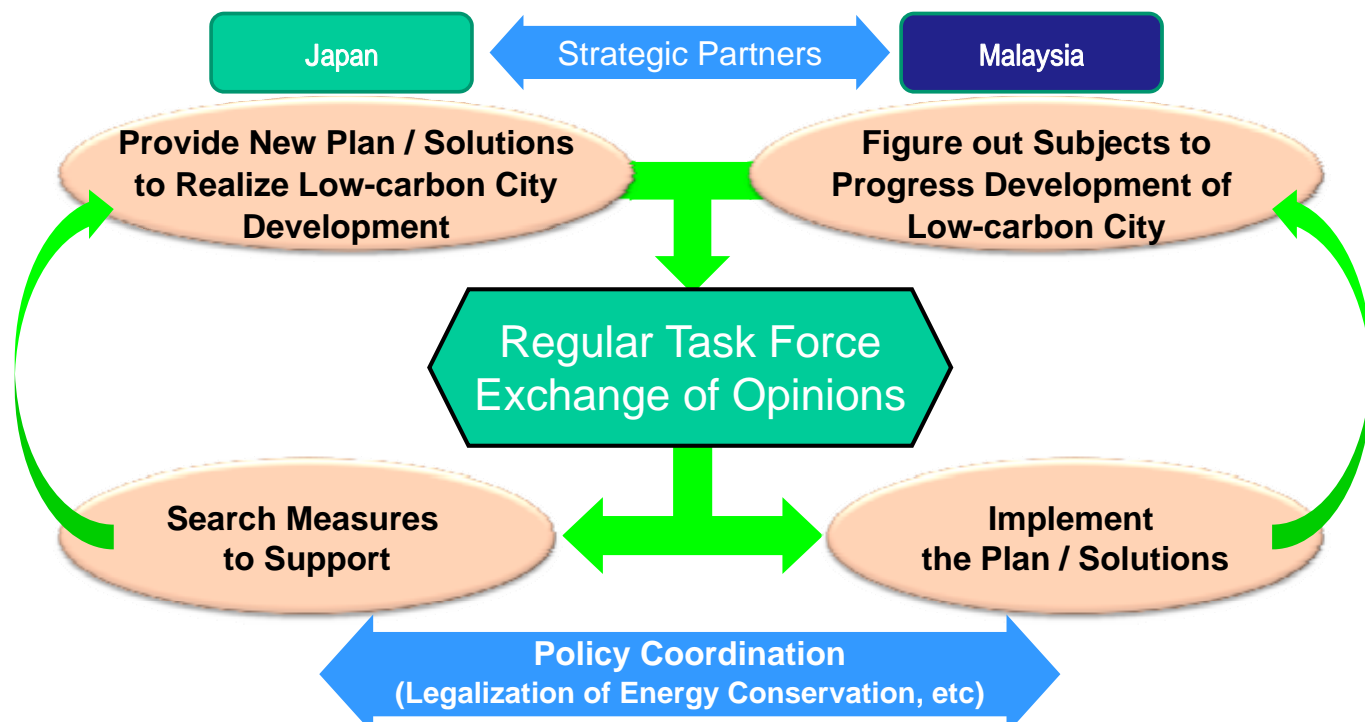 Japan
Strategic Partners
Malaysia
Provide New Plan / Solutions
to Realize Low-carbon City
Development
Figure out Subjects to
Progress Development of
Low-carbon City
Regular Task Force
Exchange of Opinions
Search Measures
to Support
Implement
the Plan / Solutions
Policy Coordination
(Legalization of Energy Conservation, etc)